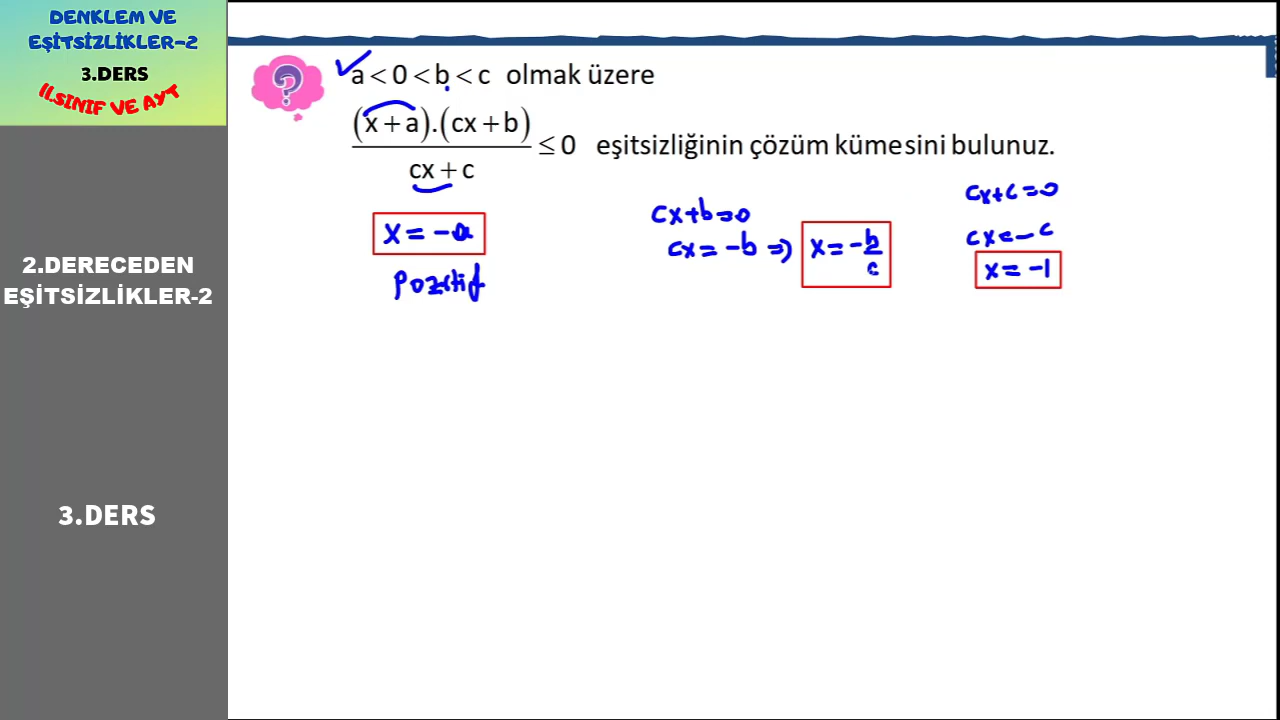 DENKLEM VE
EŞİTSİZLİKLER-2
3.DERS
11.SINIF VE AYT
2.DERECEDEN
EŞİTSİZLİKLER-2
3.DERS
a < 0 < b < c olmak üzere
(x + a).(cx + b)
≤ 0 eşitsizliğinin çözüm kümesini bulunuz.
cx + c
x = -a
pozitif
cx+b=0
cx = -b ⇒ x = -b/c
cx+c=0
cx = -c
x = -1